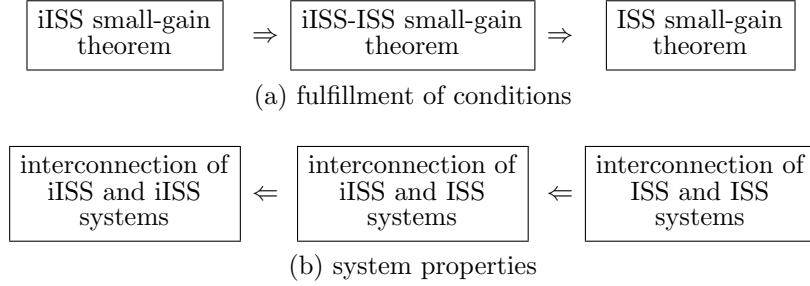 iISS small-gain ⇒ iISS-ISS small-gain ⇒ ISS small-gain
theorem theorem theorem
(a) fulfillment of conditions
interconnection of interconnection of interconnection of
iISS and iISS ⇐ iISS and ISS ⇐ ISS and ISS
systems systems systems
(b) system properties